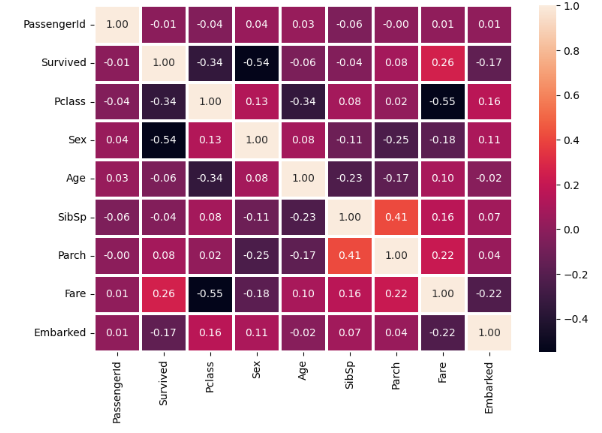 PassengerId 1.00 -0.01 -0.04 0.04 0.03 -0.06 -0.00 0.01 0.01
Survived -0.01 1.00 -0.34 -0.54 -0.06 -0.04 0.08 0.26 -0.17
Pclass -0.04 -0.34 1.00 0.13 -0.34 0.08 0.02 -0.55 0.16
Sex 0.04 -0.54 0.13 1.00 0.08 -0.11 -0.25 -0.18 0.11
Age 0.03 -0.06 -0.34 0.08 1.00 -0.23 -0.17 0.10 -0.02
SibSp -0.06 -0.04 0.08 -0.11 -0.23 1.00 0.41 0.16 0.07
Parch -0.00 0.08 0.02 -0.25 -0.17 0.41 1.00 0.22 0.04
Fare 0.01 0.26 -0.55 -0.18 0.10 0.16 0.22 1.00 -0.22
Embarked 0.01 -0.17 0.16 0.11 -0.02 0.07 0.04 -0.22 1.00
PassengerId Survived Pclass Sex Age SibSp Parch Fare Embarked
1.0
0.8
0.6
0.4
0.2
0.0
−0.2
−0.4